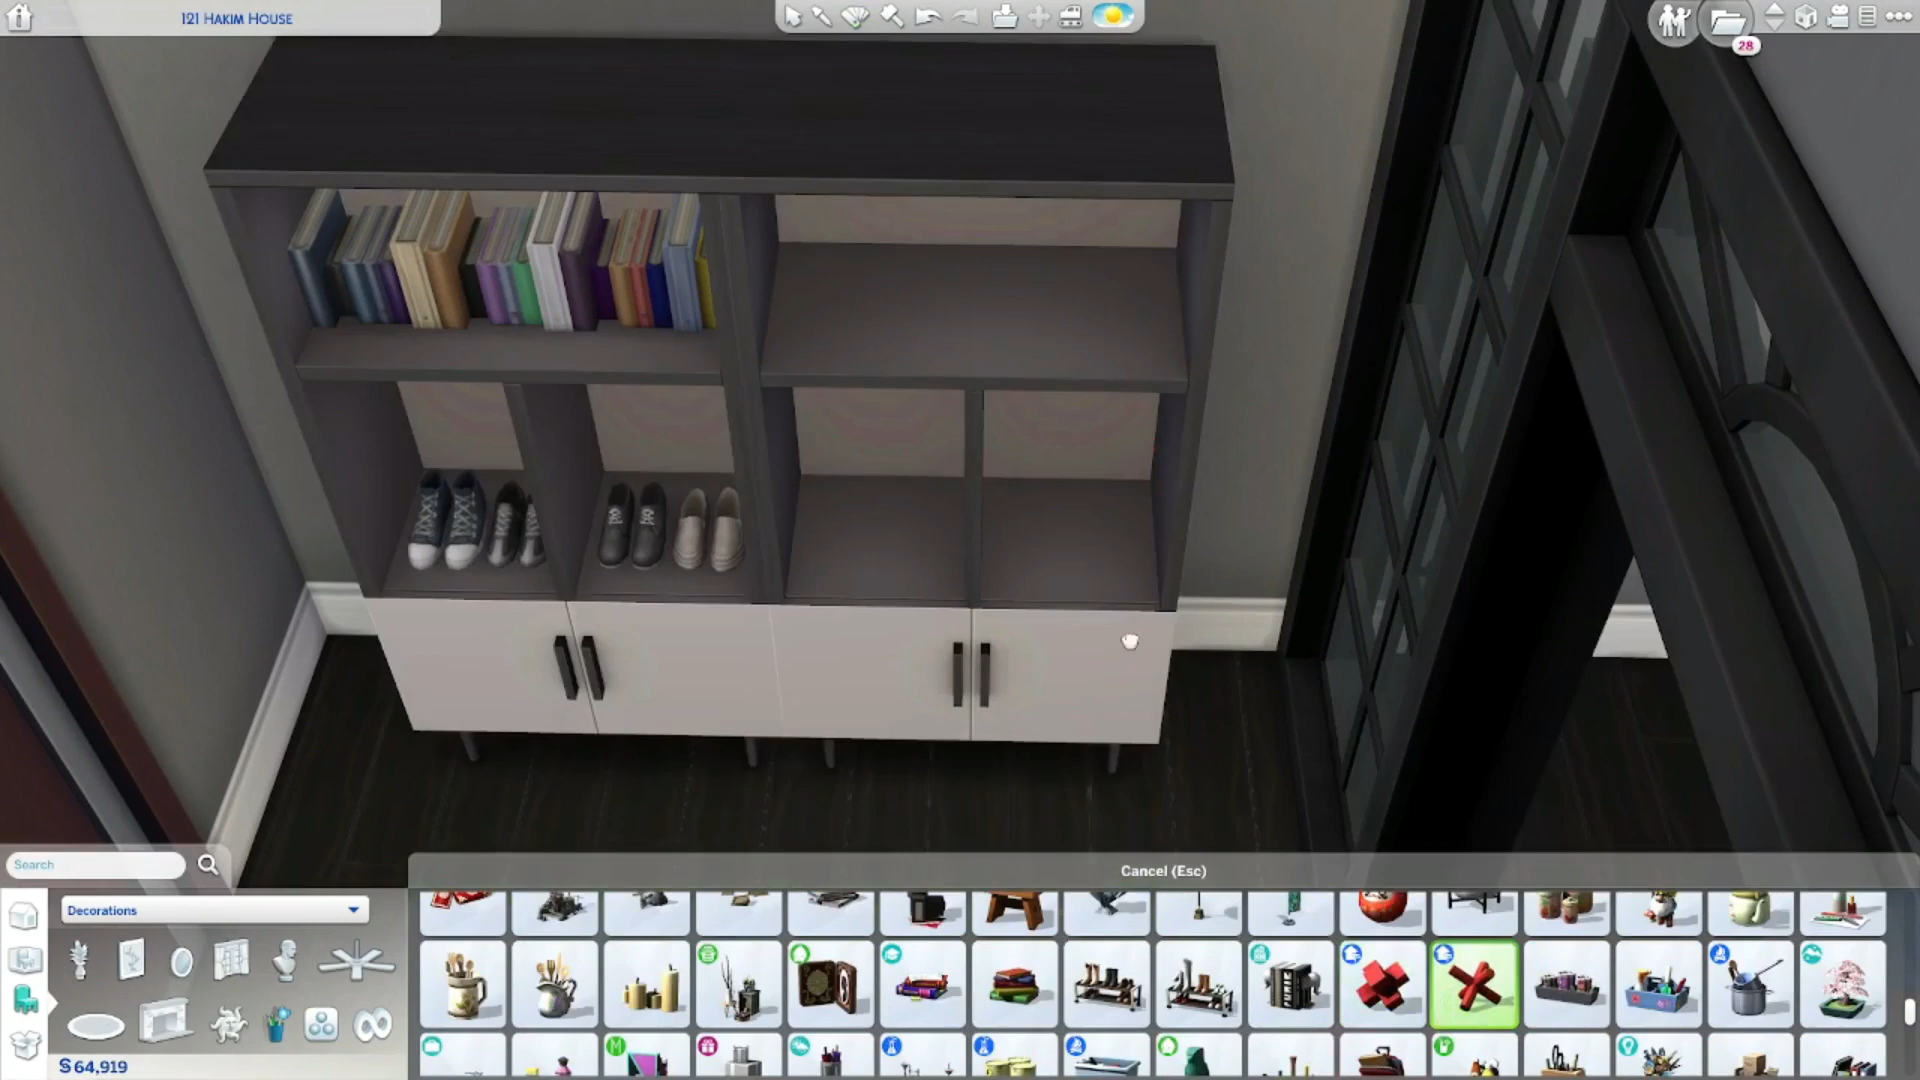 121 Hakim House
28
Search
Cancel (Esc)
Decorations
§64,919